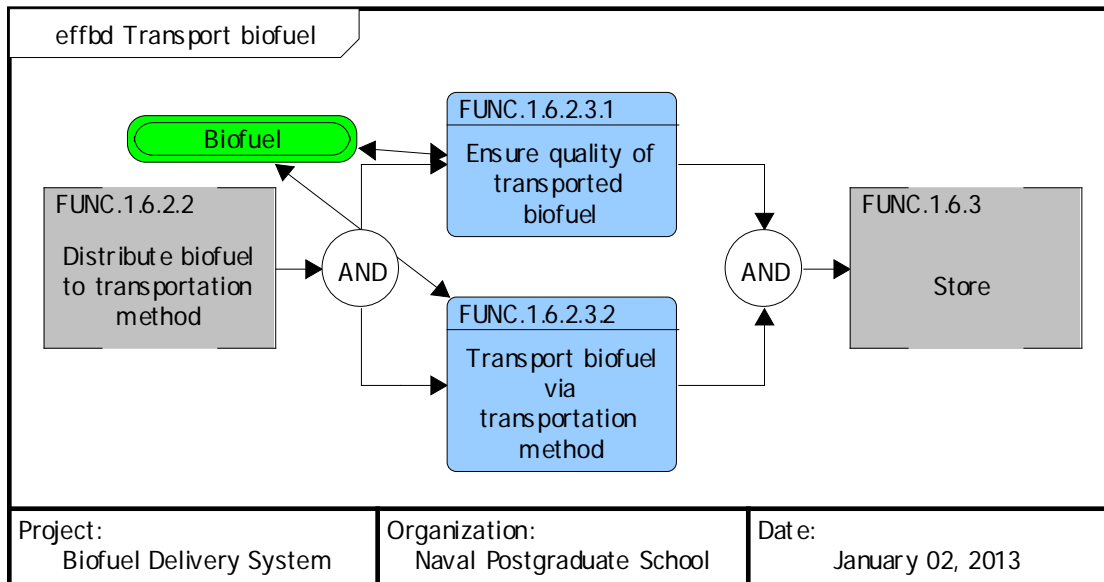 effbd Transport biofuel
Biofuel
FUNC.1.6.2.3.1
Ensure quality of
transported
biofuel
FUNC.1.6.2.2
Distribute biofuel
to transportation
method
AND
FUNC.1.6.2.3.2
Transport biofuel
via
transportation
method
AND
FUNC.1.6.3
Store
Project:
Biofuel Delivery System
Organization:
Naval Postgraduate School
Date:
January 02, 2013